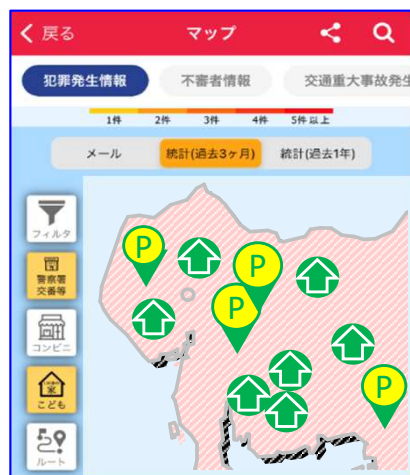 戻る
マップ
犯罪発生情報
不審者情報
交通重大事故発生
1件 2件 3件 4件 5件以上
メール
統計(過去3ヶ月)
統計(過去1年)
フィルタ
警察署
交番等
コンビニ
家
こども
ルート
P
P
P
P